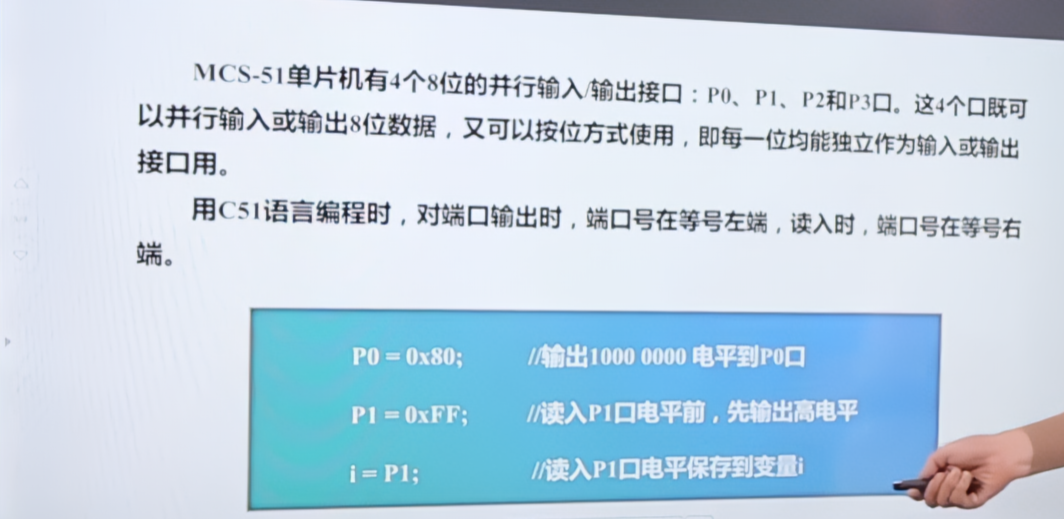 MCS-51单片机有4个8位的并行输入/输出接口：P0、P1、P2和P3口。这4个口既可
以并行输入或输出8位数据，又可以按位方式使用，即每一位均能独立作为输入或输出
接口用。
用C51语言编程时，对端口输出时，端口号在等号左端，读入时，端口号在等号右
端。
P0 = 0x80; //输出1000 0000 电平到P0口
P1 = 0xFF; //读入P1口电平前，先输出高电平
i = P1; //读入P1口电平保存到变量i